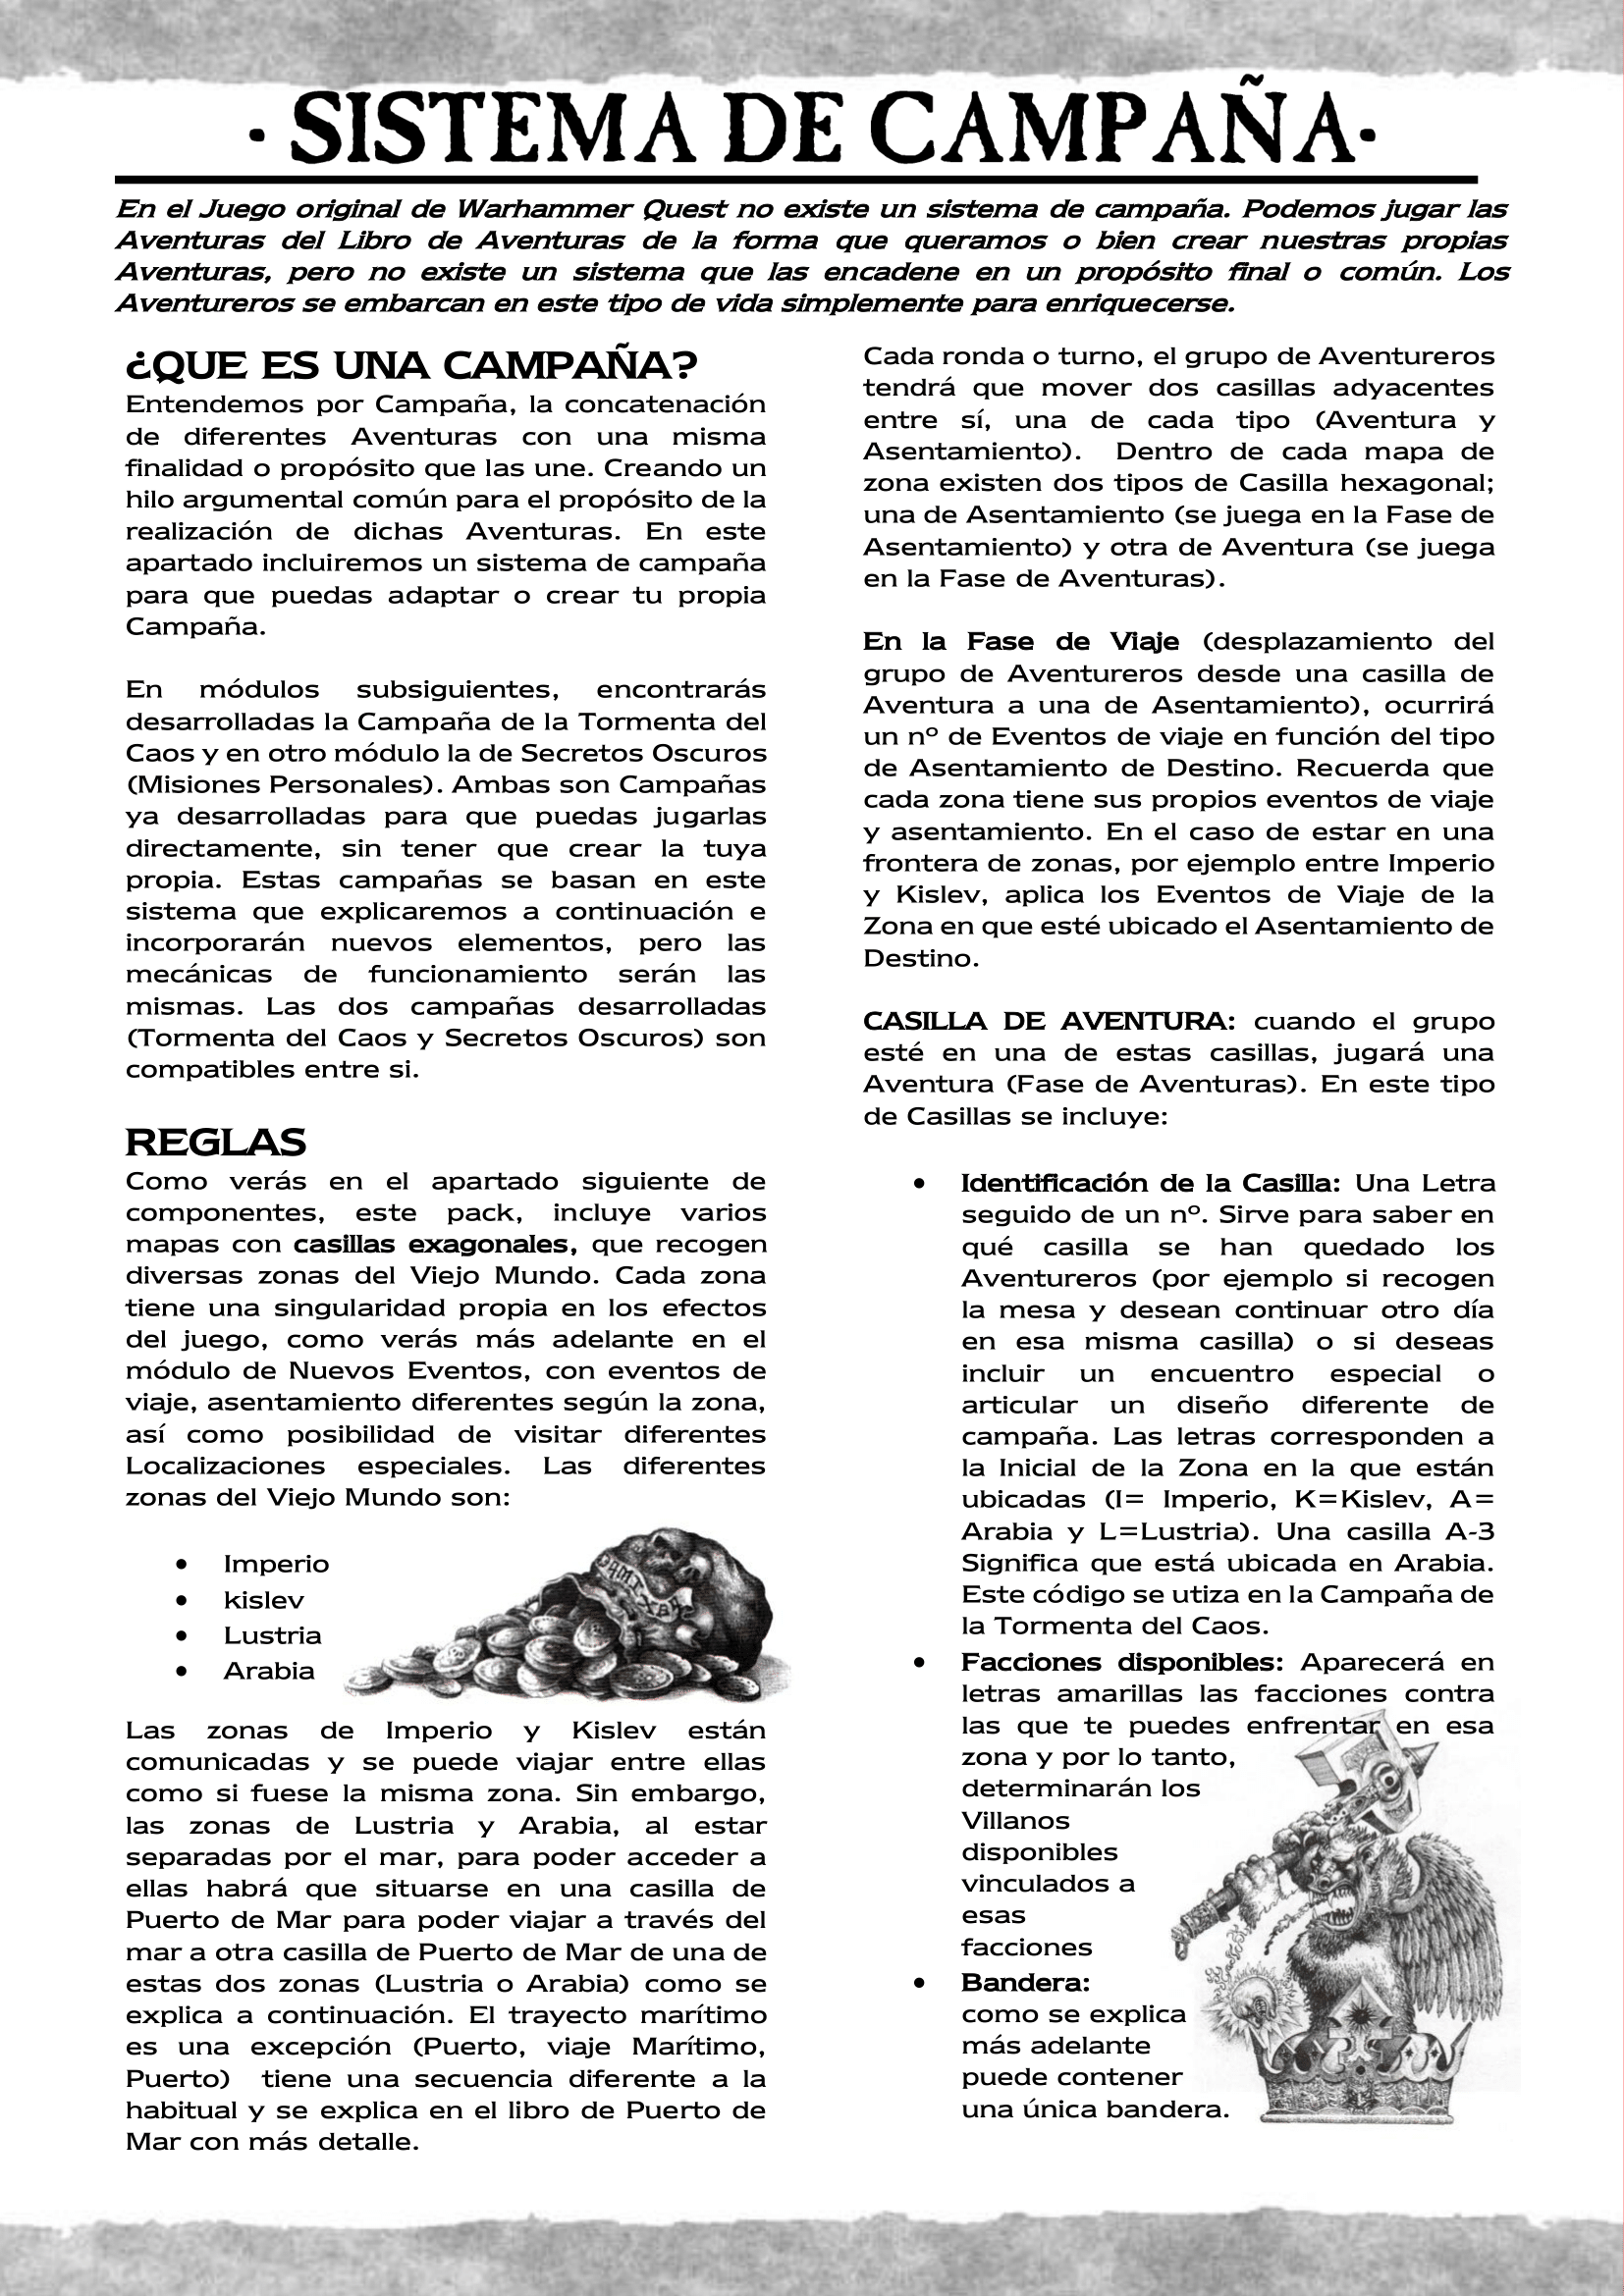 · SISTEMA DE CAMPAÑA·
En el Juego original de Warhammer Quest no existe un sistema de campaña. Podemos jugar las
Aventuras del Libro de Aventuras de la forma que queramos o bien crear nuestras propias
Aventuras, pero no existe un sistema que las encadene en un propósito final o común. Los
Aventureros se embarcan en este tipo de vida simplemente para enriquecerse.
¿QUE ES UNA CAMPAÑA?
Entendemos por Campaña, la concatenación
de diferentes Aventuras con una misma
finalidad o propósito que las une. Creando un
hilo argumental común para el propósito de la
realización de dichas Aventuras. En este
apartado incluiremos un sistema de campaña
para que puedas adaptar o crear tu propia
Campaña.
En módulos subsiguientes, encontrarás
desarrolladas la Campaña de la Tormenta del
Caos y en otro módulo la de Secretos Oscuros
(Misiones Personales). Ambas son Campañas
ya desarrolladas para que puedas jugarlas
directamente, sin tener que crear la tuya
propia. Estas campañas se basan en este
sistema que explicaremos a continuación e
incorporarán nuevos elementos, pero las
mecánicas de funcionamiento serán las
mismas. Las dos campañas desarrolladas
(Tormenta del Caos y Secretos Oscuros) son
compatibles entre si.
REGLAS
Como verás en el apartado siguiente de
componentes, este pack, incluye varios
mapas con casillas exagonales, que recogen
diversas zonas del Viejo Mundo. Cada zona
tiene una singularidad propia en los efectos
del juego, como verás más adelante en el
módulo de Nuevos Eventos, con eventos de
viaje, asentamiento diferentes según la zona,
así como posibilidad de visitar diferentes
Localizaciones especiales. Las diferentes
zonas del Viejo Mundo son:
• Imperio
• kislev
• Lustria
• Arabia
Las zonas de Imperio y Kislev están
comunicadas y se puede viajar entre ellas
como si fuese la misma zona. Sin embargo,
las zonas de Lustria y Arabia, al estar
separadas por el mar, para poder acceder a
ellas habrá que situarse en una casilla de
Puerto de Mar para poder viajar a través del
mar a otra casilla de Puerto de Mar de una de
estas dos zonas (Lustria o Arabia) como se
explica a continuación. El trayecto marítimo
es una excepción (Puerto, viaje Marítimo,
Puerto) tiene una secuencia diferente a la
habitual y se explica en el libro de Puerto de
Mar con más detalle.
Cada ronda o turno, el grupo de Aventureros
tendrá que mover dos casillas adyacentes
entre sí, una de cada tipo (Aventura y
Asentamiento). Dentro de cada mapa de
zona existen dos tipos de Casilla hexagonal;
una de Asentamiento (se juega en la Fase de
Asentamiento) y otra de Aventura (se juega
en la Fase de Aventuras).
En la Fase de Viaje (desplazamiento del
grupo de Aventureros desde una casilla de
Aventura a una de Asentamiento), ocurrirá
un nº de Eventos de viaje en función del tipo
de Asentamiento de Destino. Recuerda que
cada zona tiene sus propios eventos de viaje
y asentamiento. En el caso de estar en una
frontera de zonas, por ejemplo entre Imperio
y Kislev, aplica los Eventos de Viaje de la
Zona en que esté ubicado el Asentamiento de
Destino.
CASILLA DE AVENTURA: cuando el grupo
esté en una de estas casillas, jugará una
Aventura (Fase de Aventuras). En este tipo
de Casillas se incluye:
• Identificación de la Casilla: Una Letra
seguido de un nº. Sirve para saber en
qué casilla se han quedado los
Aventureros (por ejemplo si recogen
la mesa y desean continuar otro día
en esa misma casilla) o si deseas
incluir un encuentro especial o
articular un diseño diferente de
campaña. Las letras corresponden a
la Inicial de la Zona en la que están
ubicadas (I= Imperio, K=Kislev, A=
Arabia y L=Lustria). Una casilla A-3
Significa que está ubicada en Arabia.
Este código se utiza en la Campaña de
la Tormenta del Caos.
• Facciones disponibles: Aparecerá en
letras amarillas las facciones contra
las que te puedes enfrentar en esa
zona y por lo tanto,
determinarán los
Villanos
disponibles
vinculados a
esas
facciones
• Bandera:
como se explica
más adelante
puede contener
una única bandera.